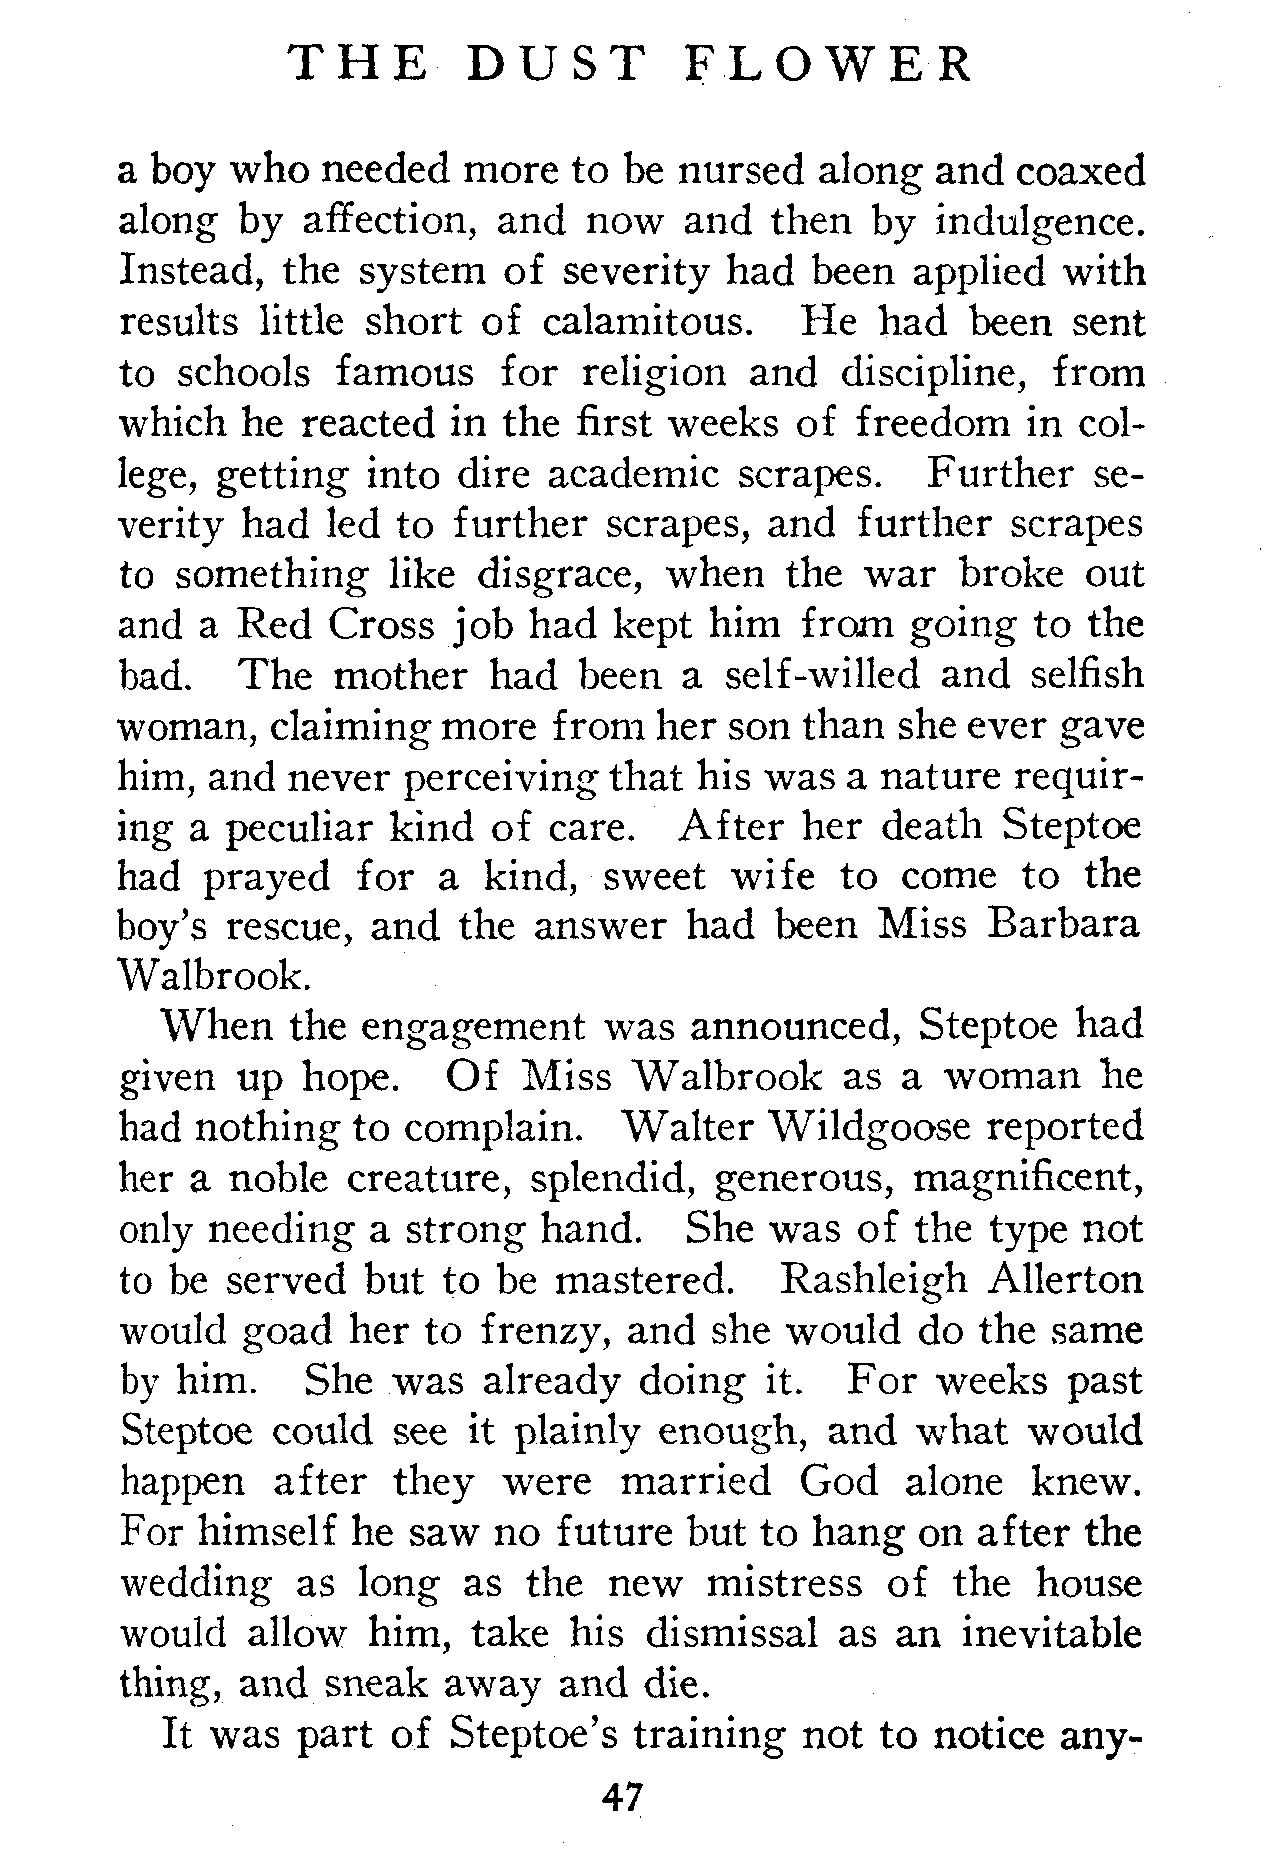 THE DUST FLOWER
a boy who needed more to be nursed along and coaxed
along by affection, and now and then by indulgence.
Instead, the system of severity had been applied with
results little short of calamitous. He had been sent
to schools famous for religion and discipline, from
which he reacted in the first weeks of freedom in col-
lege, getting into dire academic scrapes. Further se-
verity had led to further scrapes, and further scrapes
to something like disgrace, when the war broke out
and a Red Cross job had kept him from going to the
bad. The mother had been a self-willed and selfish
woman, claiming more from her son than she ever gave
him, and never perceiving that his was a nature requir-
ing a peculiar kind of care. After her death Steptoe
had prayed for a kind, sweet wife to come to the
boy's rescue, and the answer had been Miss Barbara
Walbrook.
When the engagement was announced, Steptoe had
given up hope. Of Miss Walbrook as a woman he
had nothing to complain. Walter Wildgoose reported
her a noble creature, splendid, generous, magnificent,
only needing a strong hand. She was of the type not
to be served but to be mastered. Rashleigh Allerton
would goad her to frenzy, and she would do the same
by him. She was already doing it. For weeks past
Steptoe could see it plainly enough, and what would
happen after they were married God alone knew.
For himself he saw no future but to hang on after the
wedding as long as the new mistress of the house
would allow him, take his dismissal as an inevitable
thing, and sneak away and die.
It was part of Steptoe's training not to notice any-
47